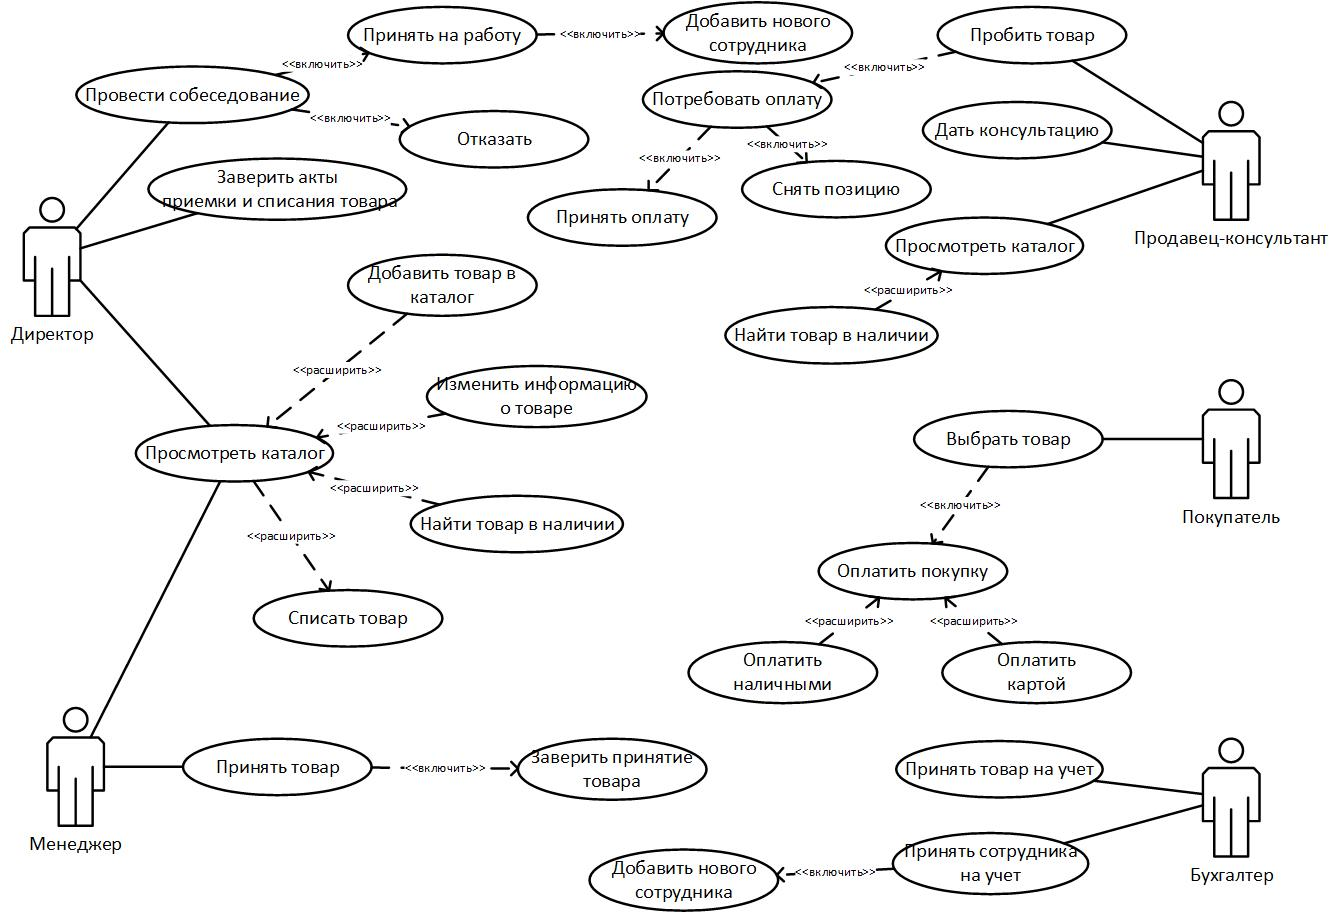 Принять на работу
<<включить>>
Добавить нового
сотрудника
Пробить товар
<<включить>>
Провести собеседование
<<включить>>
<<включить>>
Отказать
Потребовать оплату
<<включить>>
<<включить>>
Принять оплату
Снять позицию
Дать консультацию
Заверить акты
приемки и списания товара
Просмотреть каталог
Продавец-консультант
<<расширить>>
Найти товар в наличии
Директор
Добавить товар в
каталог
<<расширить>>
Изменить информацию
о товаре
<<расширить>>
Просмотреть каталог
<<расширить>>
Найти товар в наличии
<<расширить>>
Списать товар
Выбрать товар
Покупатель
<<включить>>
Оплатить покупку
<<расширить>>
<<расширить>>
Оплатить
наличными
Оплатить
картой
Принять товар
<<включить>>
Заверить принятие
товара
Менеджер
Принять товар на учет
Принять сотрудника
на учет
<<включить>>
Добавить нового
сотрудника
Бухгалтер